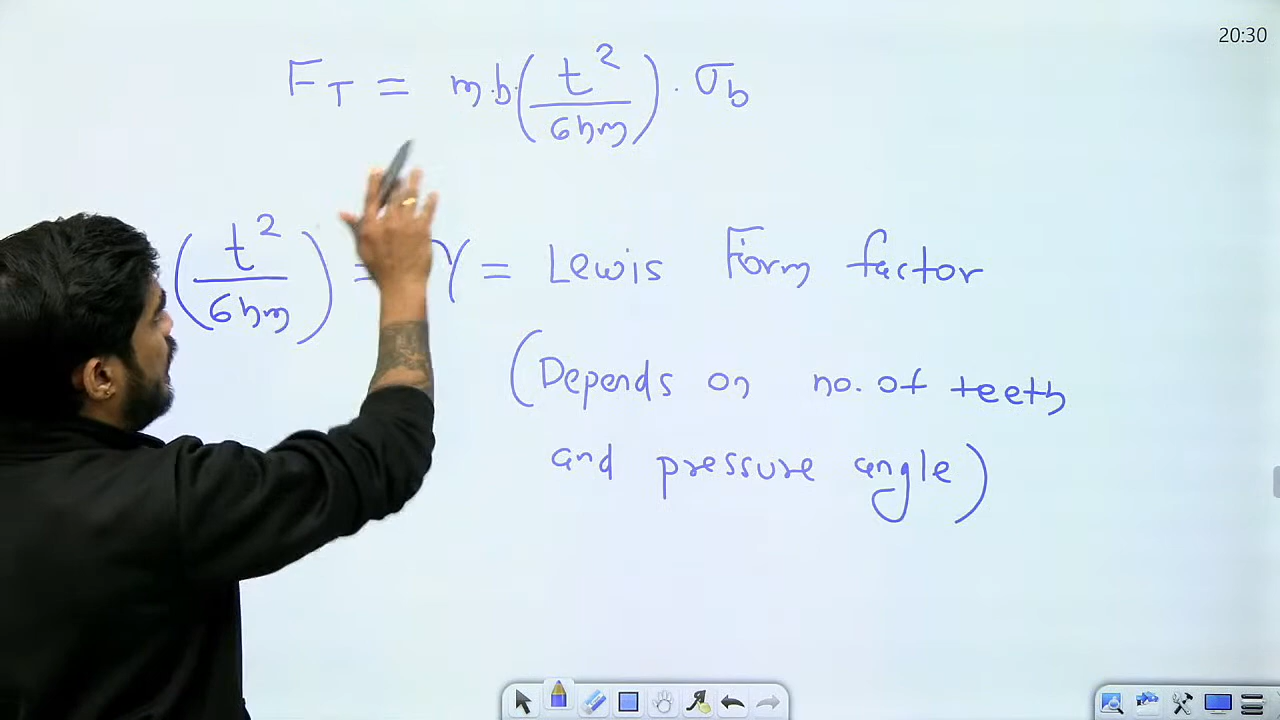 20:30
F_T = m.b.(t²/6hm).σ_b
(t²/6hm) = Y = Lewis Form factor
(Depends on no. of teeth
and pressure angle)